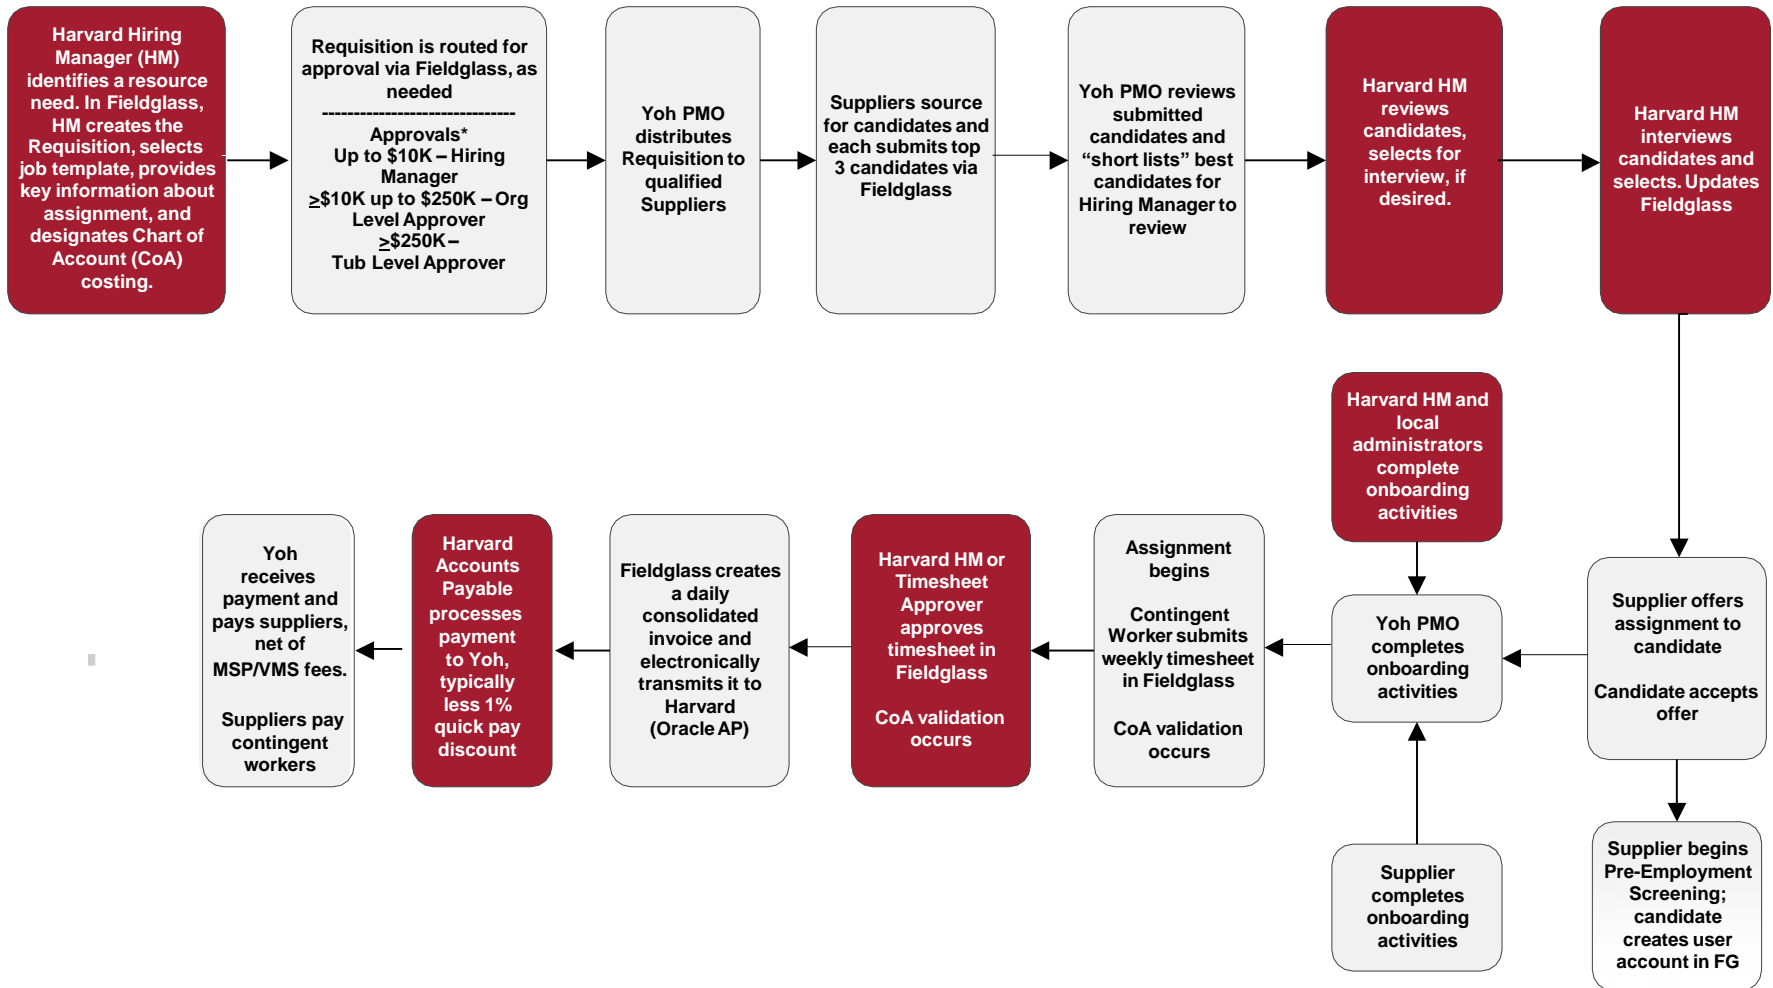 Harvard Hiring
Manager (HM)
identifies a resource
need. In Fieldglass,
HM creates the
Requisition, selects
job template, provides
key information about
assignment, and
designates Chart of
Account (CoA)
costing.
Requisition is routed for
approval via Fieldglass, as
needed
-------------------------------
Approvals*
Up to $10K – Hiring
Manager
≥$10K up to $250K – Org
Level Approver
≥$250K –
Tub Level Approver
Yoh PMO
distributes
Requisition to
qualified
Suppliers
Suppliers source
for candidates and
each submits top
3 candidates via
Fieldglass
Yoh PMO reviews
submitted
candidates and
“short lists” best
candidates for
Hiring Manager to
review
Harvard HM
reviews
candidates,
selects for
interview, if
desired.
Harvard HM
interviews
candidates and
selects. Updates
Fieldglass
Supplier offers
assignment to
candidate
Candidate accepts
offer
Supplier begins
Pre-Employment
Screening;
candidate
creates user
account in FG
Harvard HM and
local
administrators
complete
onboarding
activities
Yoh PMO
completes
onboarding
activities
Supplier
completes
onboarding
activities
Assignment
begins
Contingent
Worker submits
weekly timesheet
in Fieldglass
CoA validation
occurs
Harvard HM or
Timesheet
Approver
approves
timesheet in
Fieldglass
CoA validation
occurs
Fieldglass creates
a daily
consolidated
invoice and
electronically
transmits it to
Harvard
(Oracle AP)
Harvard
Accounts
Payable
processes
payment
to Yoh,
typically
less 1%
quick pay
discount
Yoh
receives
payment and
pays suppliers,
net of
MSP/VMS fees.
Suppliers pay
contingent
workers